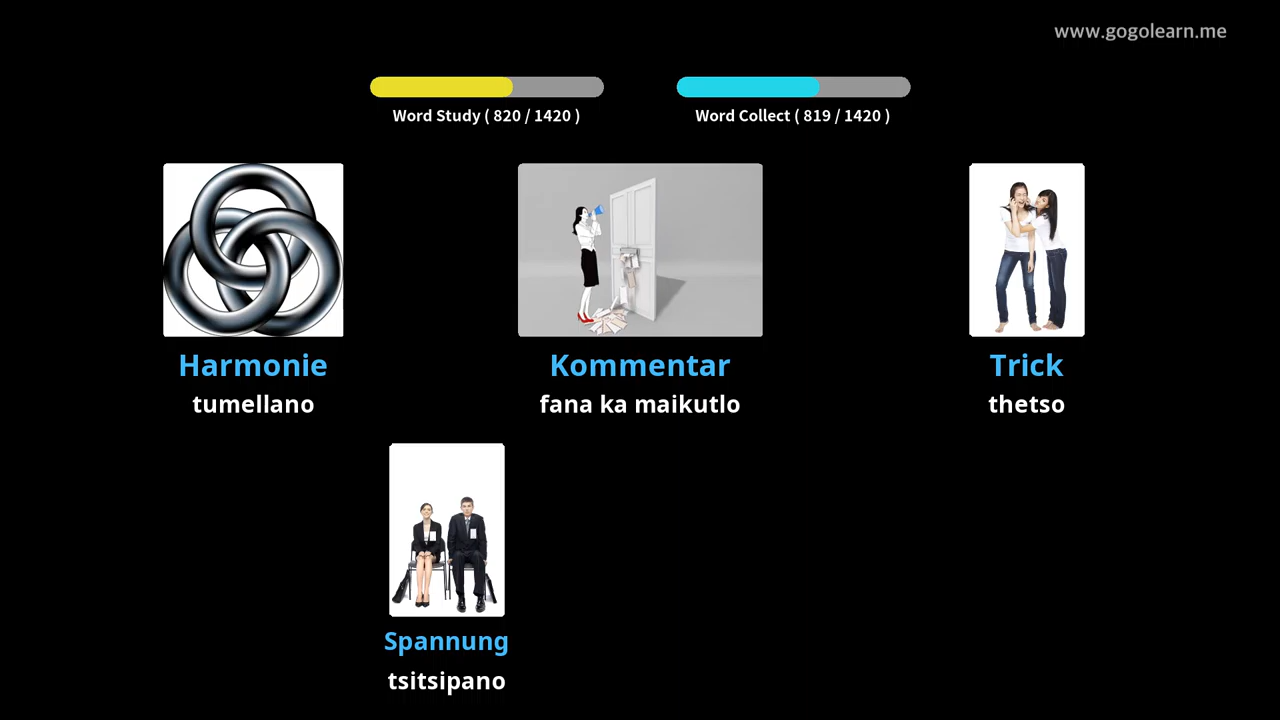 www.gogolearn.me
Word Study ( 820 / 1420 )
Word Collect ( 819 / 1420 )
Harmonie
tumellano
Kommentar
fana ka maikutlo
Trick
thetso
Spannung
tsitsipano